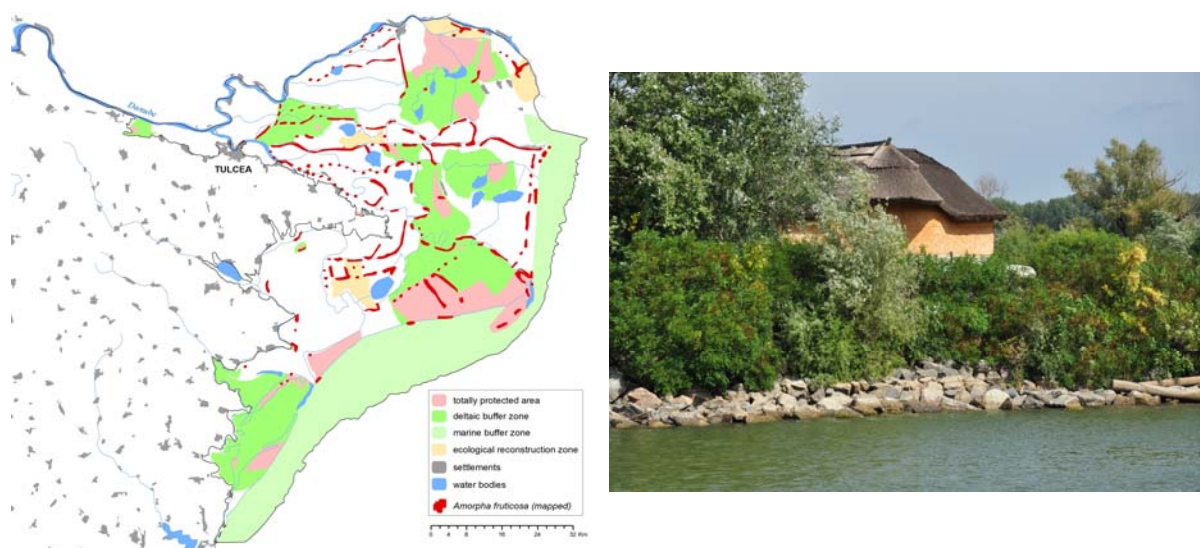 Danube
TULCEA
totally protected area
deltaic buffer zone
marine buffer zone
ecological reconstruction zone
settlements
water bodies
Amorpha fruticosa (mapped)
0 4 8 16 24 32 Km